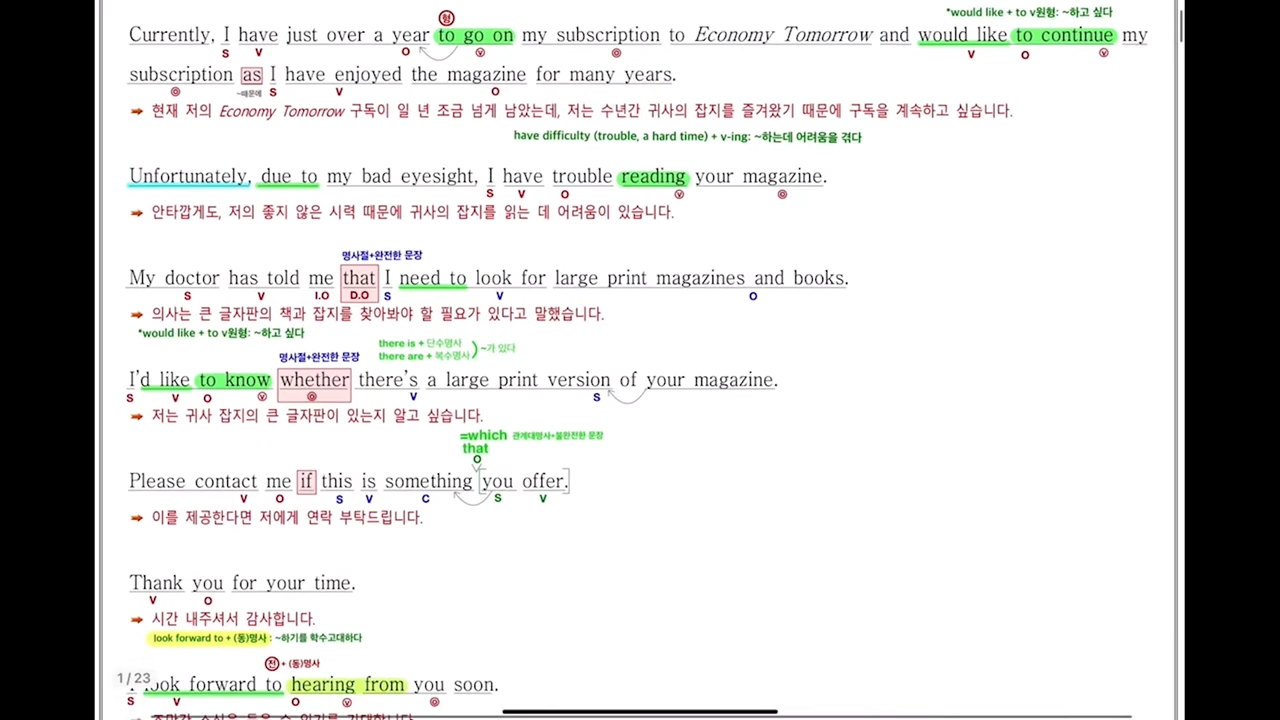 *would like + to v원형: ~하고 싶다
형
Currently, I have just over a year to go on my subscription to Economy Tomorrow and would like to continue my
S V O ⓥ ◎ V O ⓥ
subscription as I have enjoyed the magazine for many years.
◎ ~때문에 S V O
➡ 현재 저의 Economy Tomorrow 구독이 일 년 조금 넘게 남았는데, 저는 수년간 귀사의 잡지를 즐겨왔기 때문에 구독을 계속하고 싶습니다.
have difficulty (trouble, a hard time) + v-ing: ~하는데 어려움을 겪다
Unfortunately, due to my bad eyesight, I have trouble reading your magazine.
S V O ⓥ ◎
➡ 안타깝게도, 저의 좋지 않은 시력 때문에 귀사의 잡지를 읽는 데 어려움이 있습니다.
명사절+완전한 문장
My doctor has told me that I need to look for large print magazines and books.
S V I.O D.O S V O
➡ 의사는 큰 글자판의 책과 잡지를 찾아봐야 할 필요가 있다고 말했습니다.
*would like + to v원형: ~하고 싶다
명사절+완전한 문장
there is + 단수명사
there are + 복수명사 ) ~가 있다
I'd like to know whether there's a large print version of your magazine.
S V O ⓥ ◎ V S
➡ 저는 귀사 잡지의 큰 글자판이 있는지 알고 싶습니다.
=which 관계대명사+불완전한 문장
that
O
Please contact me if this is something [you offer.]
V O S V C S V
➡ 이를 제공한다면 저에게 연락 부탁드립니다.
Thank you for your time.
V O
➡ 시간 내주셔서 감사합니다.
look forward to + (동)명사 : ~하기를 학수고대하다
전 + (동)명사
1/23
I look forward to hearing from you soon.
S V O ⓥ ◎